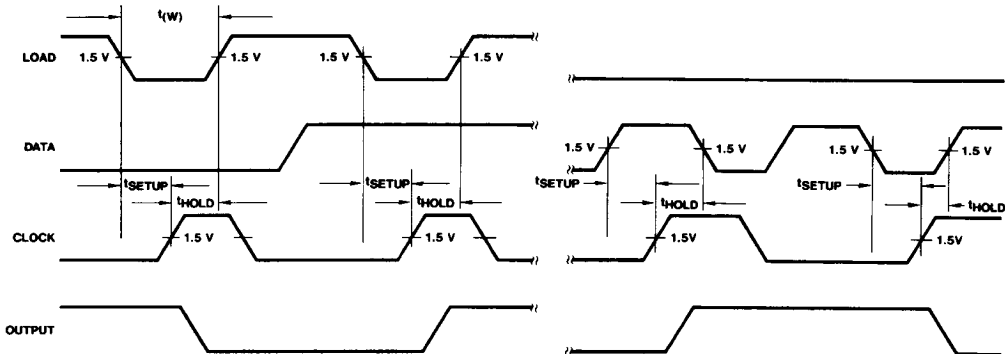 t(W)
LOAD
1.5 V 1.5 V 1.5 V 1.5 V
DATA
1.5 V 1.5 V 1.5 V 1.5 V
tSETUP tSETUP tSETUP tSETUP
tHOLD tHOLD tHOLD tHOLD
CLOCK
1.5 V 1.5 V 1.5V 1.5V
OUTPUT